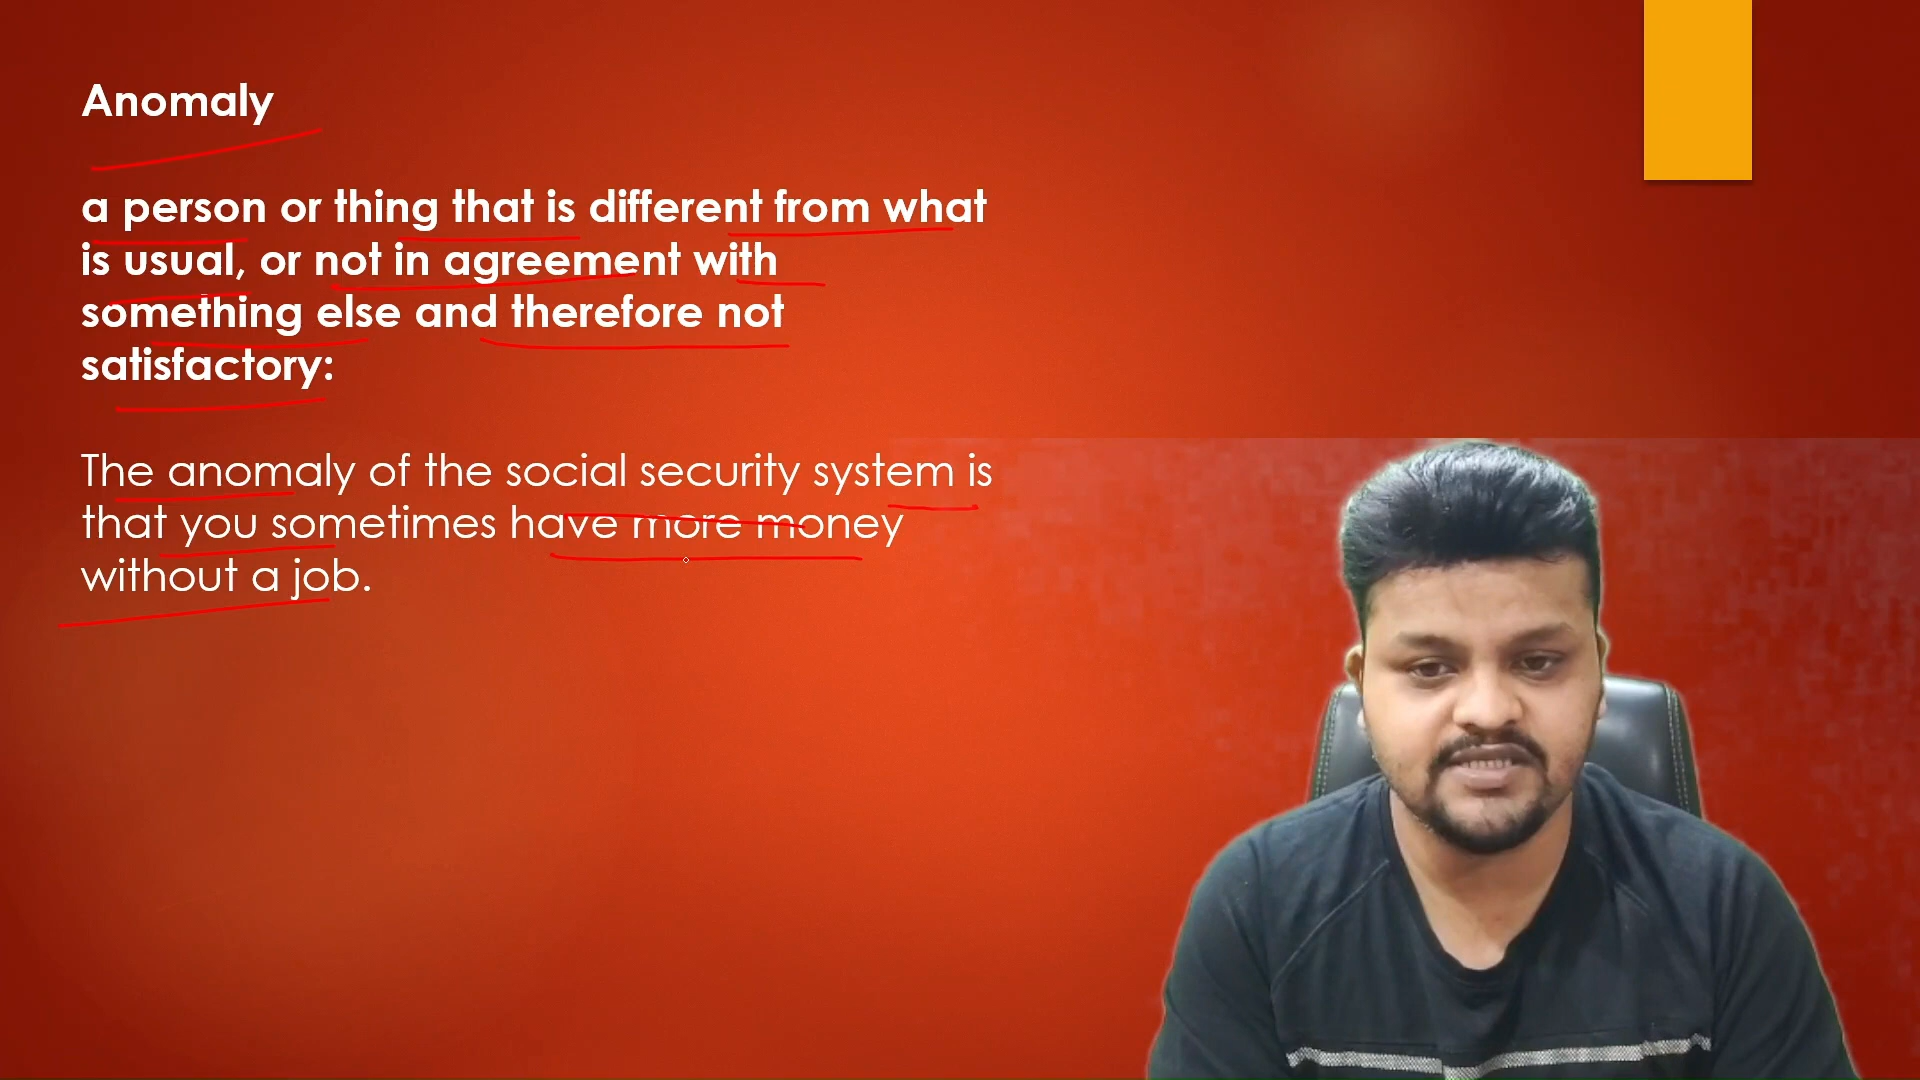 Anomaly
a person or thing that is different from what
is usual, or not in agreement with
something else and therefore not
satisfactory:
The anomaly of the social security system is
that you sometimes have more money
without a job.